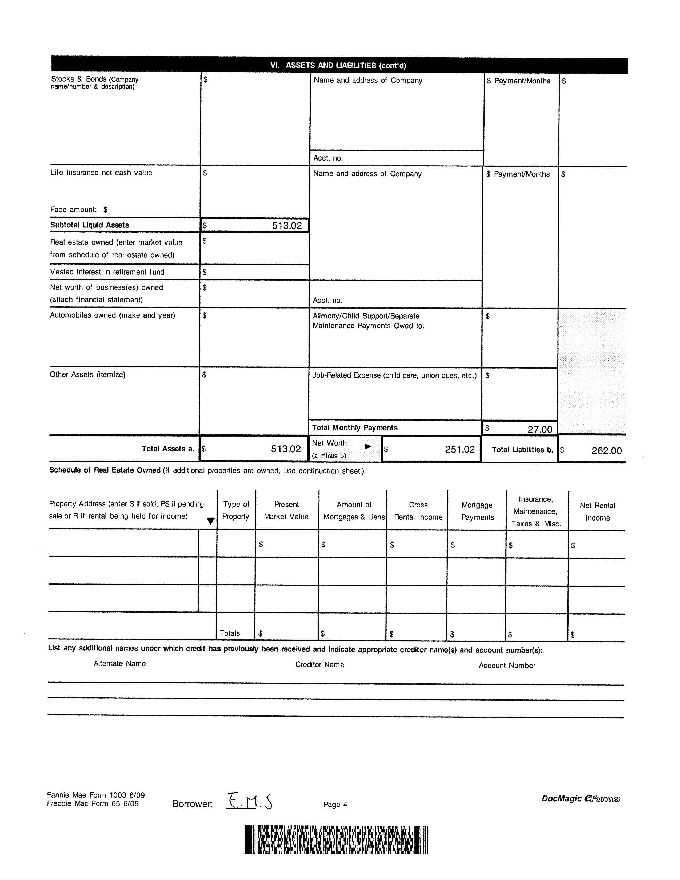 VI. ASSETS AND LIABILITIES (cont'd)
Stocks & Bonds (Company
name/number & description)
$
Name and address of Company
$ Payment/Months
$
Acct. no.
Life insurance net cash value
$
Name and address of Company
$ Payment/Months
$
Face amount: $
Subtotal Liquid Assets
$ 513.02
Real estate owned (enter market value
from schedule of real estate owned)
$
Vested interest in retirement fund
$
Net worth of business(es) owned
(attach financial statement)
$
Acct. no.
Automobiles owned (make and year)
$
Alimony/Child Support/Separate
Maintenance Payments Owed to:
$
Other Assets (itemize)
$
Job-Related Expense (child care, union dues, etc.)
$
Total Monthly Payments
$ 27.00
Total Assets a. $ 513.02
Net Worth
(a minus b)
$ 251.02
Total Liabilities b. $ 262.00
Schedule of Real Estate Owned (If additional properties are owned, use continuation sheet.)
Property Address (enter S if sold, PS if pending
sale or R if rental being held for income)
Type of
Property
Present
Market Value
Amount of
Mortgages & Liens
Gross
Rental Income
Mortgage
Payments
Insurance,
Maintenance,
Taxes & Misc.
Net Rental
Income
$ $ $ $ $ $
Totals $ $ $ $ $ $
List any additional names under which credit has previously been received and indicate appropriate creditor name(s) and account number(s):
Alternate Name Creditor Name Account Number
Fannie Mae Form 1003 6/09
Freddie Mac Form 65 6/09
Borrower: E.M.S
Page 4
DocMagic eForms